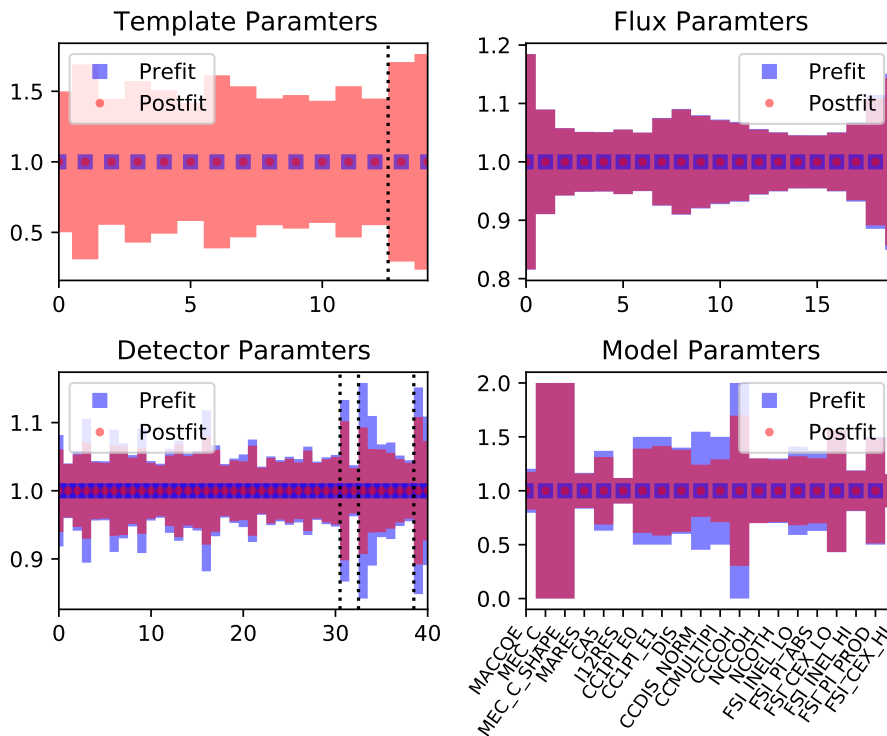 Template Paramters
Flux Paramters
Prefit
Postfit
Prefit
Postfit
1.5
1.0
0.5
1.2
1.1
1.0
0.9
0.8
0
5
10
0
5
10
15
Detector Paramters
Model Paramters
Prefit
Postfit
Prefit
Postfit
1.1
1.0
0.9
2.0
1.5
1.0
0.5
0.0
0
10
20
30
40
MACCQE
MEC_C
MEC_C_SHAPE
MARES
CA5
I12RES
CC1PI_E0
CC1PI_E1
_DIS
CCDIS_NORM
CCMULTIPI
CCCOH
NCCOH
NCOTH
FSI_INEL_LO
FSI_PI_ABS
FSI_CEX_LO
FSI_INEL_HI
FSI_PI_PROD
FSI_CEX_HI